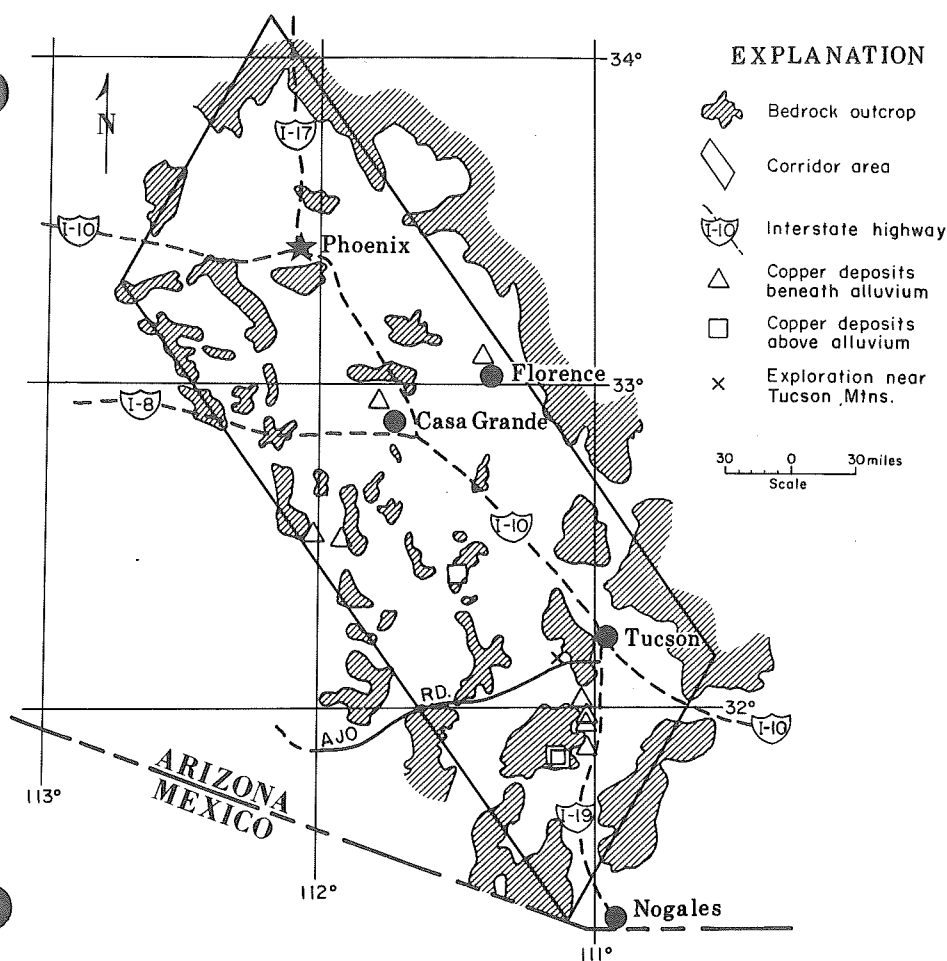 EXPLANATION
Bedrock outcrop
Corridor area
I-10
Interstate highway
Copper deposits
beneath alluvium
Copper deposits
above alluvium
Exploration near
Tucson Mtns.
30 0 30 miles
Scale
34°
N
I-17
I-10
Phoenix
Florence
33°
I-8
Casa Grande
I-10
Tucson
RD.
AJO
32°
I-10
ARIZONA
MEXICO
113°
I-19
112°
Nogales
111°